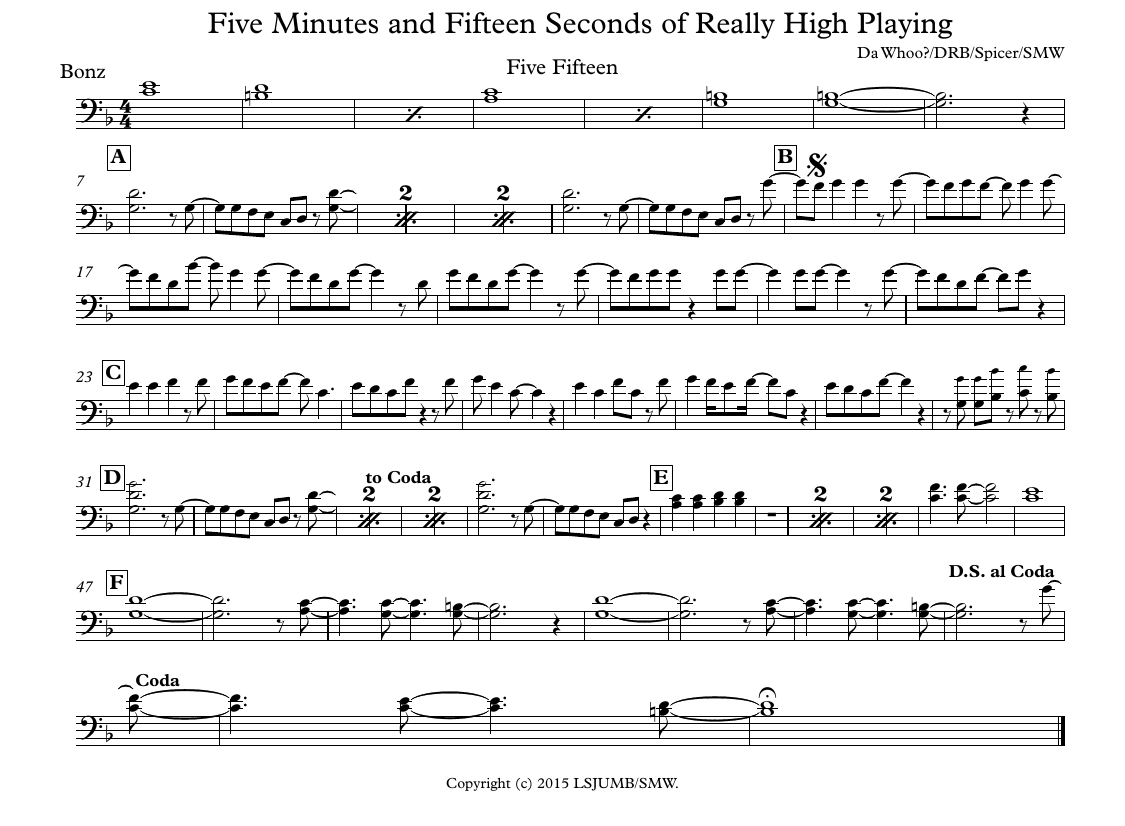 Five Minutes and Fifteen Seconds of Really High Playing
Da Whoo?/DRB/Spicer/SMW
Bonz
Five Fifteen
4
4
A
B
7
2
2
17
23
C
31
D
to Coda
2
2
E
2
2
D.S. al Coda
47
F
Coda
Copyright (c) 2015 LSJUMB/SMW.